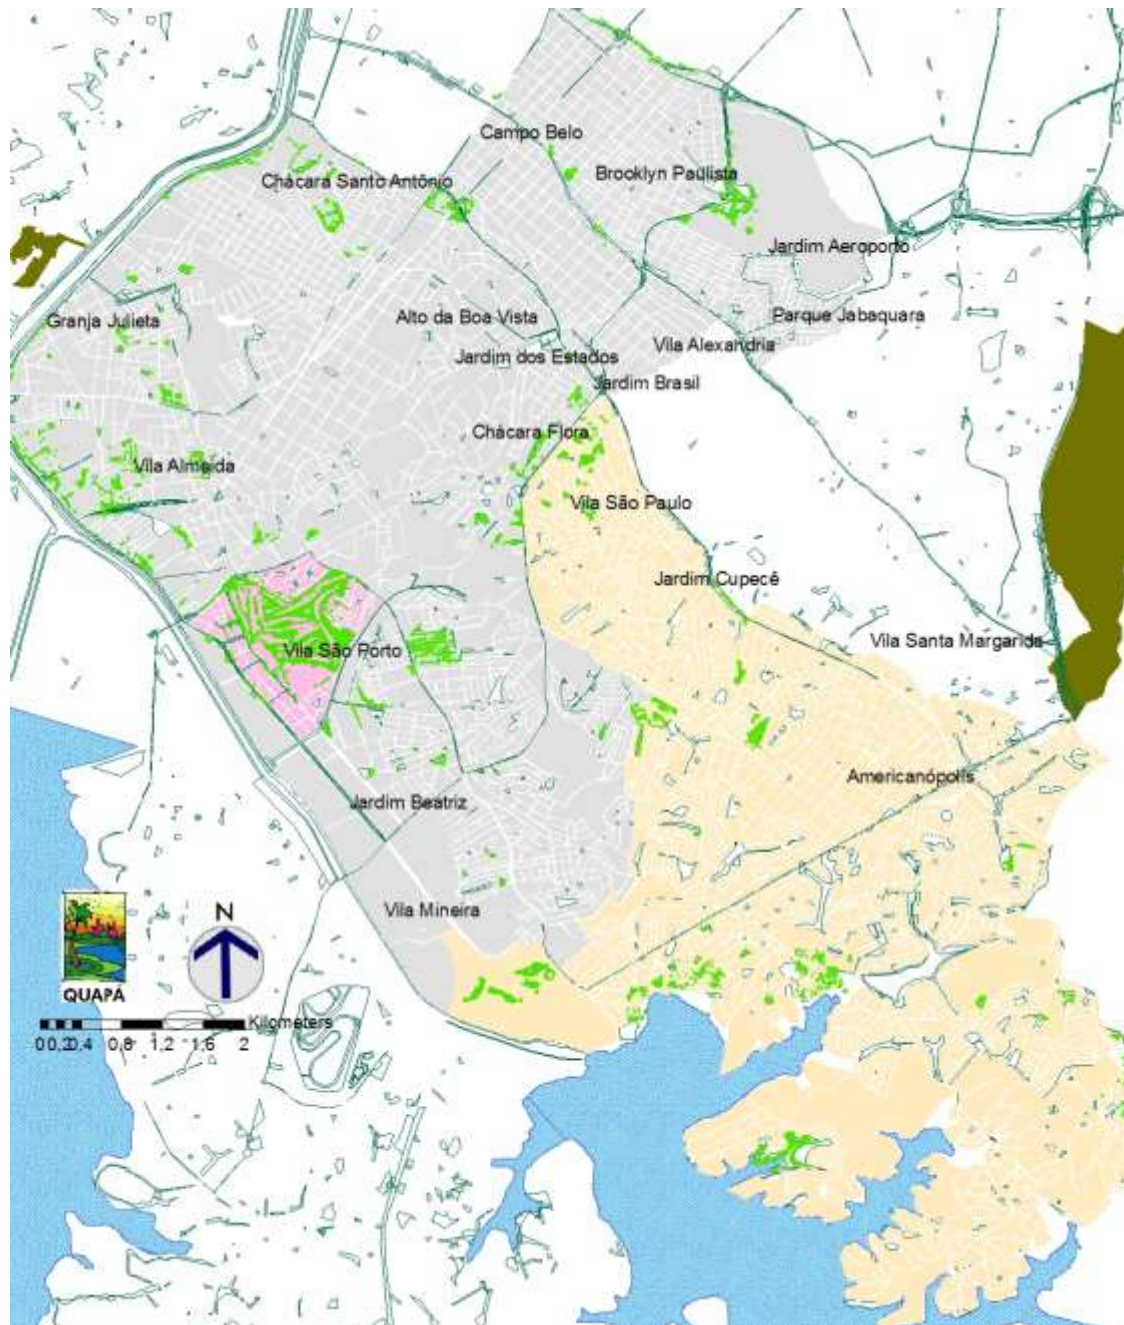 Campo Belo
Brooklyn Paulista
Chácara Santo Antônio
Jardim Aeroporto
Granja Julieta
Alto da Boa Vista
Parque Jabaquara
Jardim dos Estados
Vila Alexandria
Jardim Brasil
Chácara Flora
Vila Almeida
Vila São Paulo
Jardim Cupecê
Vila São Porto
Vila Santa Margarida
Americanópolis
Jardim Beatriz
Vila Mineira
N
QUAPÁ
Kilometers
0 0,2 0,4 0,8 1,2 1,6 2